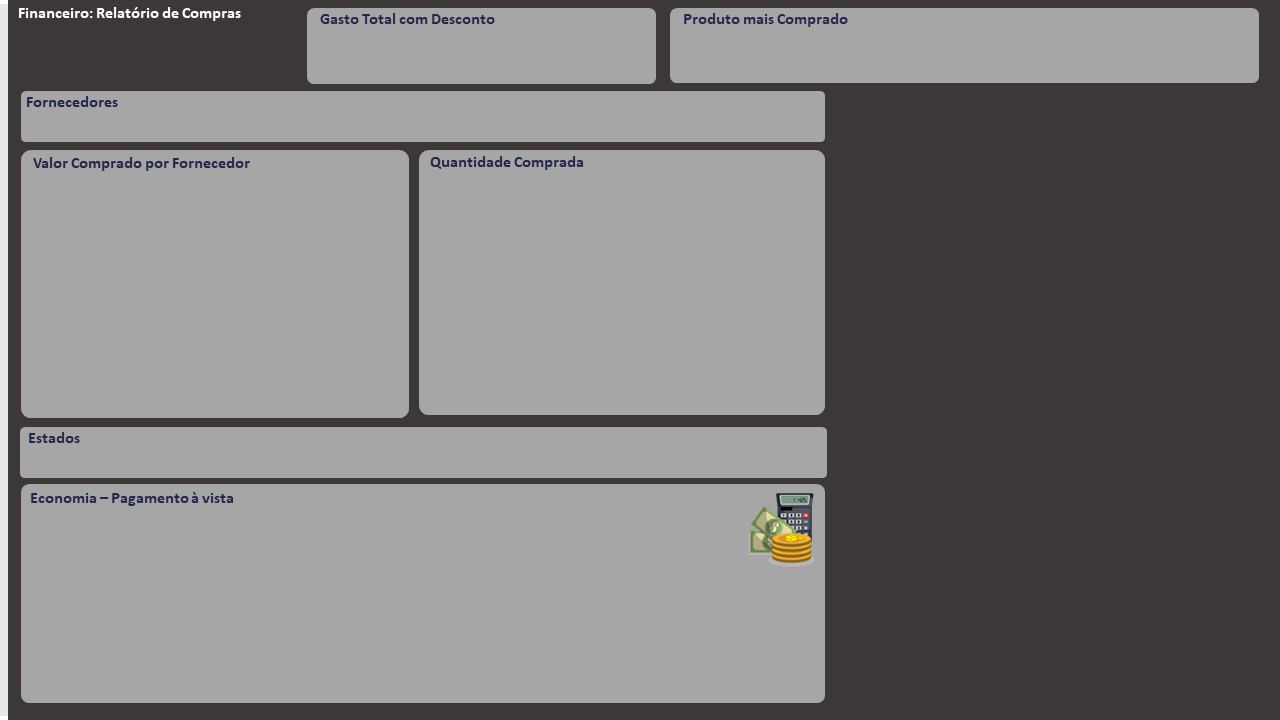 Financeiro: Relatório de Compras
Gasto Total com Desconto
Produto mais Comprado
Fornecedores
Valor Comprado por Fornecedor
Quantidade Comprada
Estados
Economia – Pagamento à vista